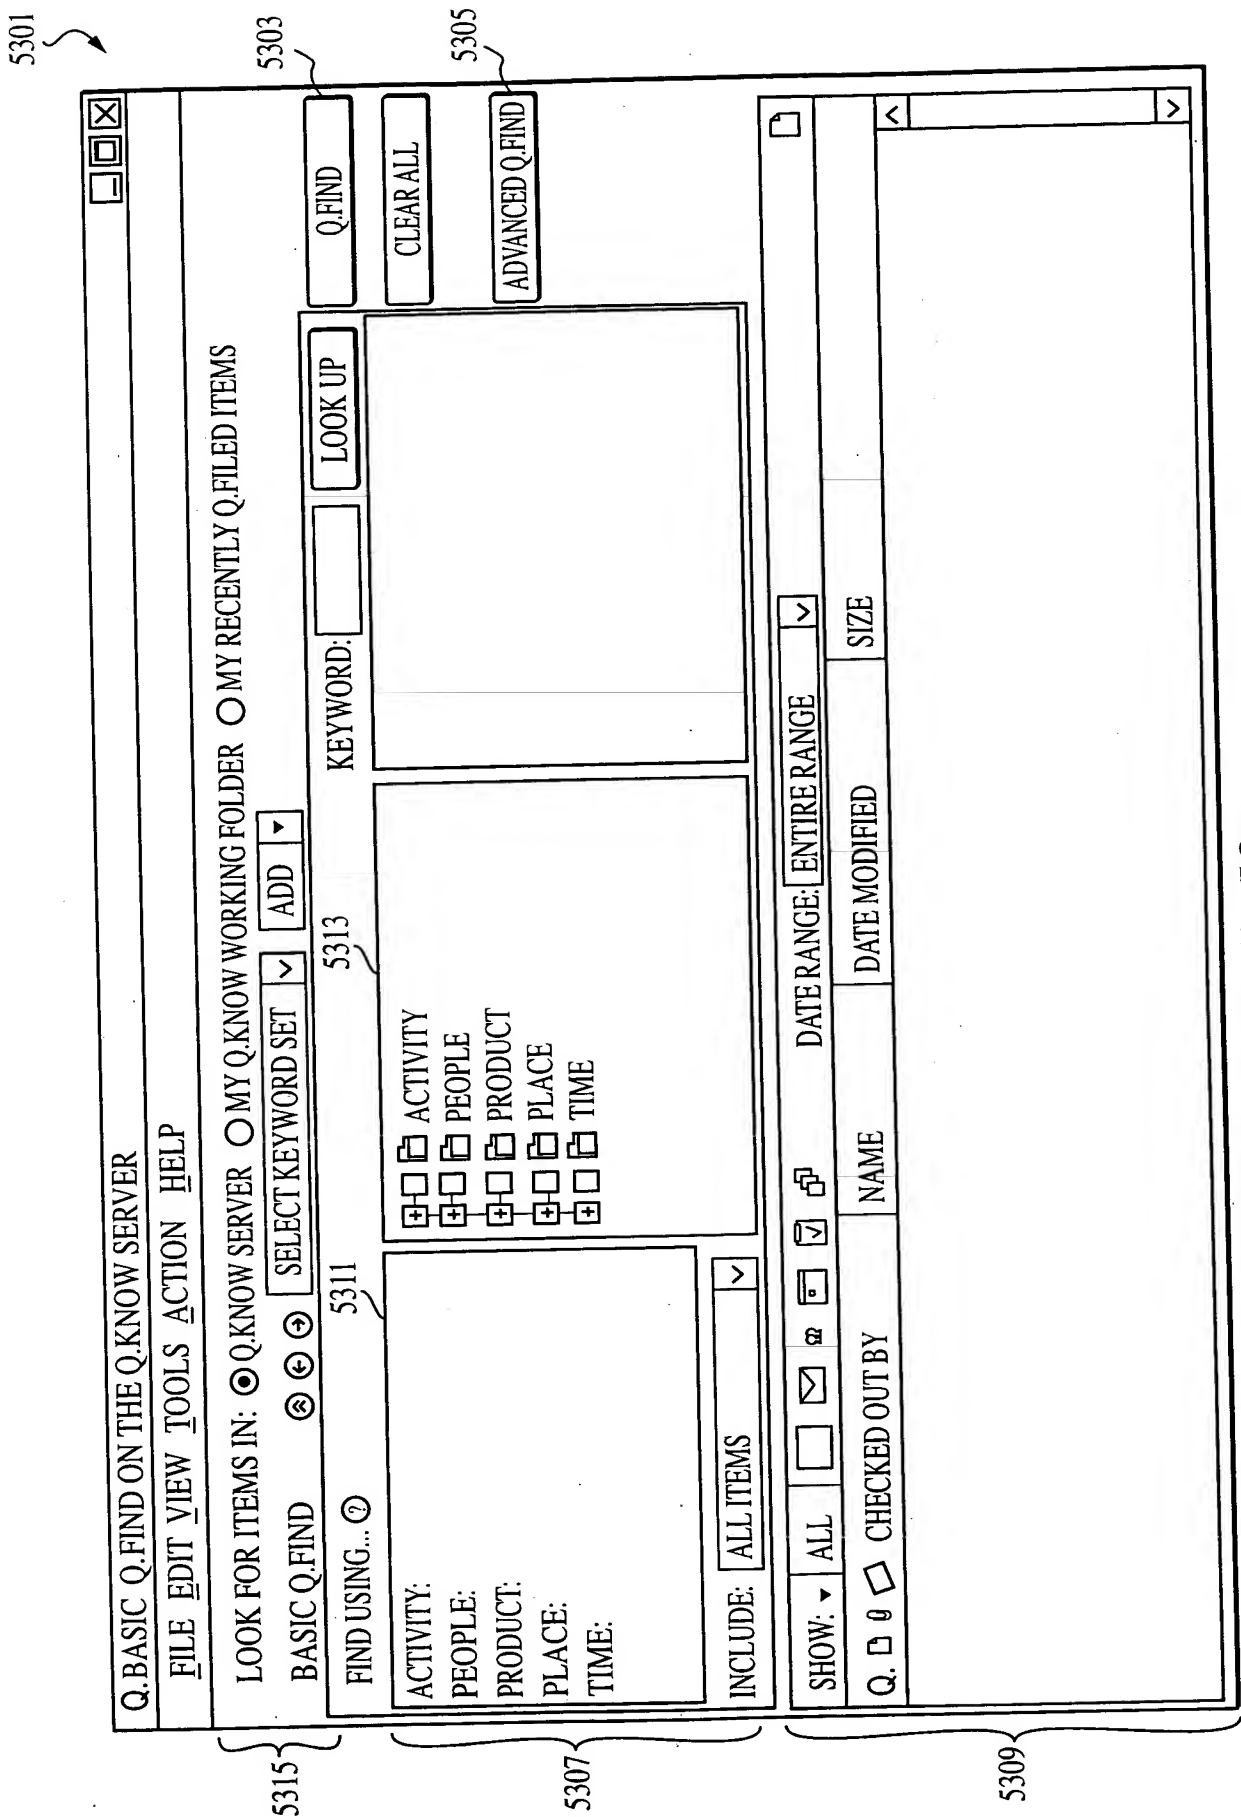 5301
Q.BASIC Q.FIND ON THE Q.KNOW SERVER
FILE EDIT VIEW TOOLS ACTION HELP
LOOK FOR ITEMS IN: Q.KNOW SERVER MY Q.KNOW WORKING FOLDER MY RECENTLY Q.FILED ITEMS
5315
BASIC Q.FIND SELECT KEYWORD SET ADD
Q.FIND
5303
FIND USING... ?
KEYWORD: LOOK UP
CLEAR ALL
5311
5313
ADVANCED Q.FIND
5305
5307
ACTIVITY:
PEOPLE:
PRODUCT:
PLACE:
TIME:
ACTIVITY
PEOPLE
PRODUCT
PLACE
TIME
INCLUDE: ALL ITEMS
SHOW: ALL DATE RANGE: ENTIRE RANGE
Q. CHECKED OUT BY NAME DATE MODIFIED SIZE
5309